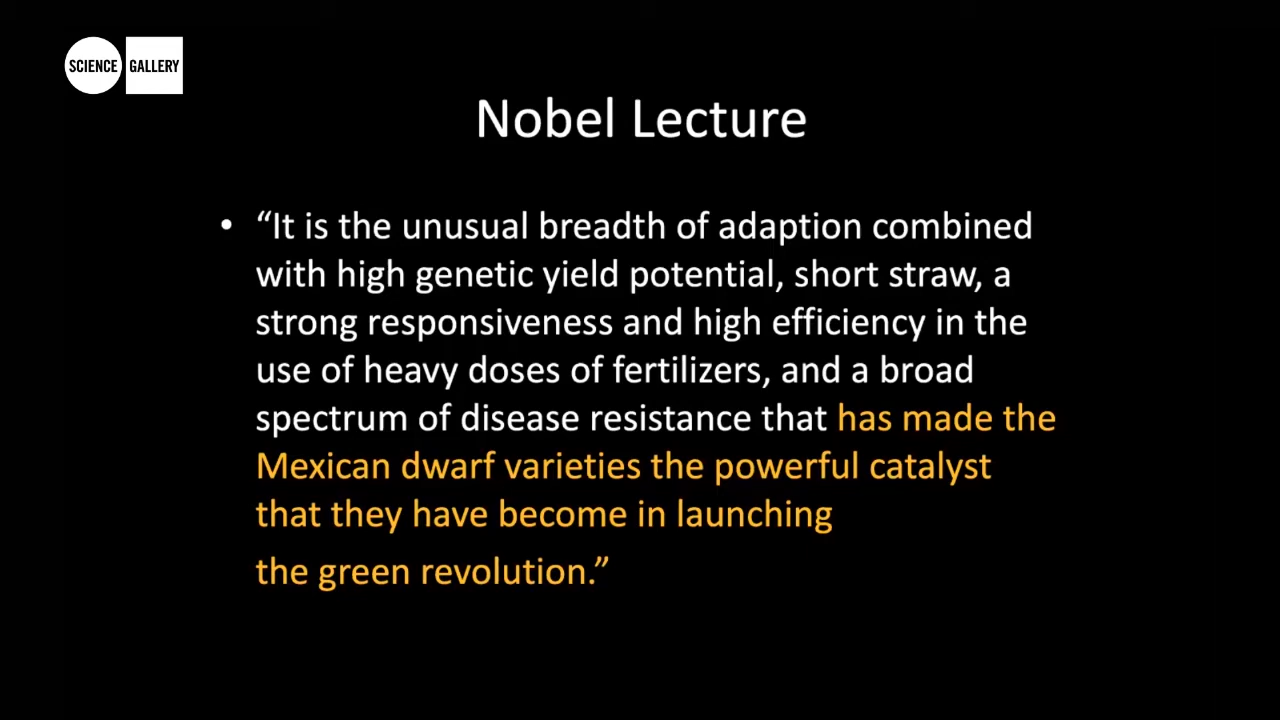 SCIENCE GALLERY
Nobel Lecture
• “It is the unusual breadth of adaption combined
with high genetic yield potential, short straw, a
strong responsiveness and high efficiency in the
use of heavy doses of fertilizers, and a broad
spectrum of disease resistance that has made the
Mexican dwarf varieties the powerful catalyst
that they have become in launching
the green revolution.”